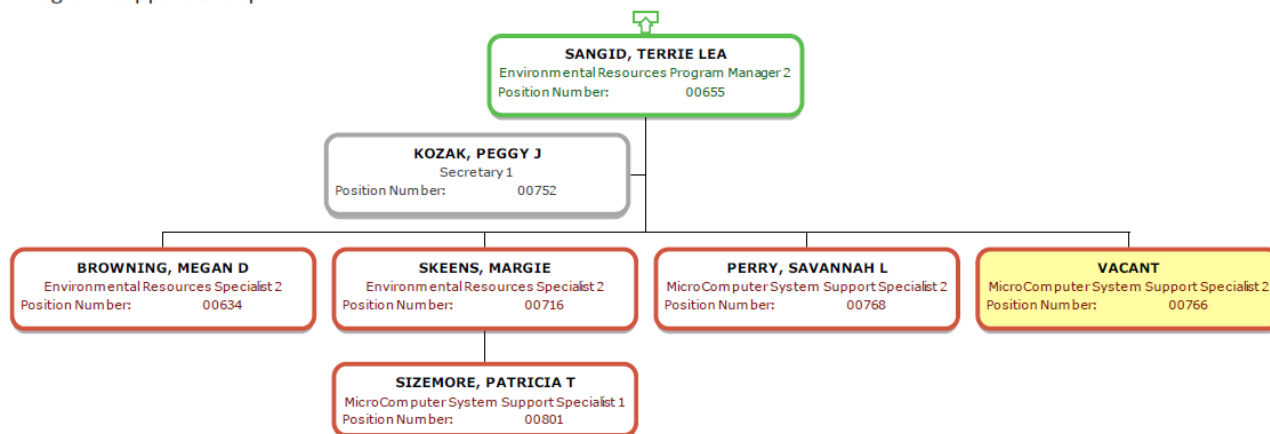 SANGID, TERRIE LEA
Environmental Resources Program Manager 2
Position Number: 00655
KOZAK, PEGGY J
Secretary 1
Position Number: 00752
BROWNING, MEGAN D
Environmental Resources Specialist 2
Position Number: 00634
SKEENS, MARGIE
Environmental Resources Specialist 2
Position Number: 00716
PERRY, SAVANNAH L
MicroComputer System Support Specialist 2
Position Number: 00768
VACANT
MicroComputer System Support Specialist 2
Position Number: 00766
SIZEMORE, PATRICIA T
MicroComputer System Support Specialist 1
Position Number: 00801